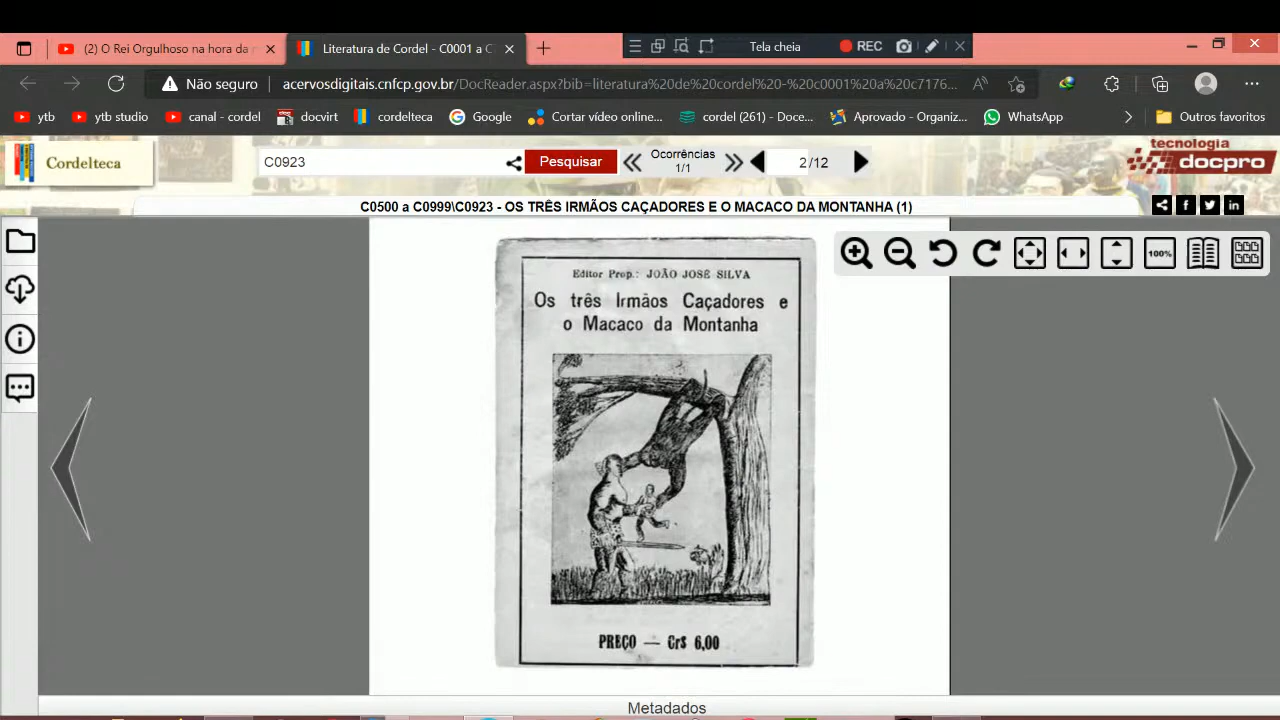 (2) O Rei Orgulhoso na hora da
Literatura de Cordel - C0001 a C
Tela cheia
REC
Não seguro
acervosdigitais.cnfcp.gov.br/DocReader.aspx?bib=literatura%20de%20cordel%20-%20c0001%20a%20c7176...
ytb
ytb studio
canal - cordel
docvirt
cordelteca
Google
Cortar vídeo online...
cordel (261) - Doce...
Aprovado - Organiz...
WhatsApp
Outros favoritos
Cordelteca
C0923
Pesquisar
Ocorrências
1/1
2 /12
tecnologia
docpro
C0500 a C0999\C0923 - OS TRÊS IRMÃOS CAÇADORES E O MACACO DA MONTANHA (1)
100%
Editor Prop.: JOÃO JOSÉ SILVA
Os três Irmãos Caçadores e
o Macaco da Montanha
PREÇO — Cr$ 6,00
Metadados